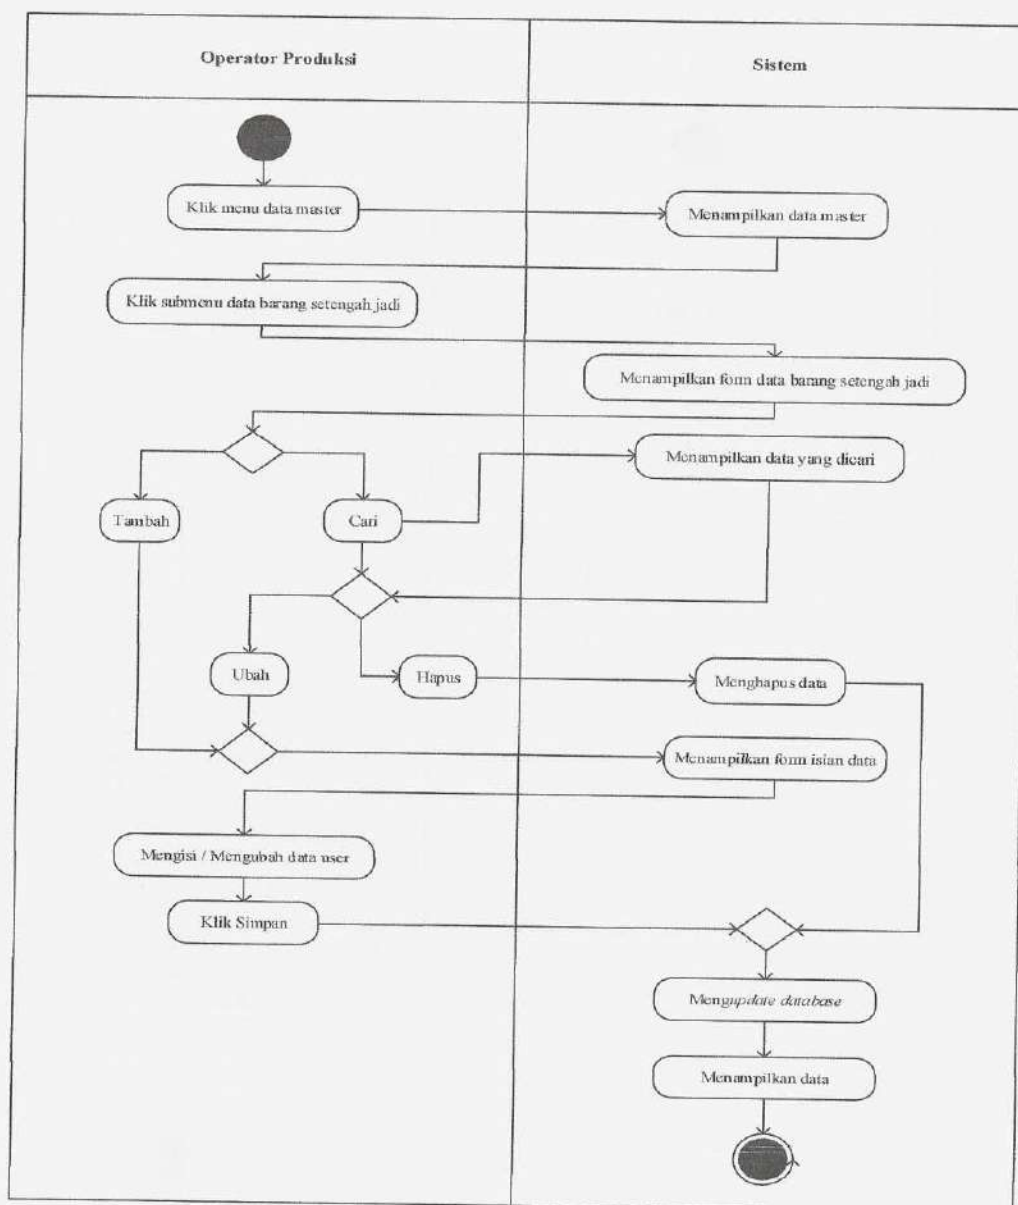 Operator Produksi
Sistem
Klik menu data master
Menampilkan data master
Klik submenu data barang setengah jadi
Menampilkan form data barang setengah jadi
Menampilkan data yang dicari
Tambah
Cari
Ubah
Hapus
Menghapus data
Menampilkan form isian data
Mengisi / Mengubah data user
Klik Simpan
Mengupdate database
Menampilkan data